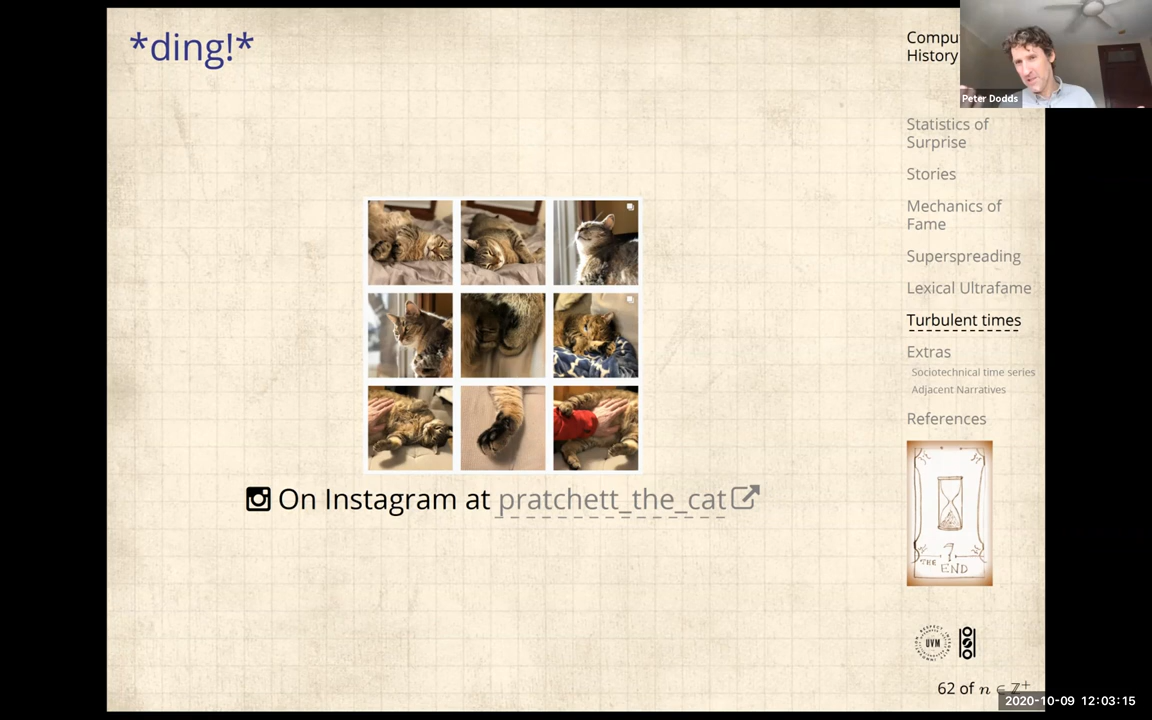 *ding!*
Compu
History
Peter Dodds
Statistics of
Surprise
Stories
Mechanics of
Fame
Superspreading
Lexical Ultrafame
Turbulent times
Extras
Sociotechnical time series
Adjacent Narratives
References
On Instagram at pratchett_the_cat
?
THE END
UVM
62 of n ∈ ℤ+
2020-10-09 12:03:15